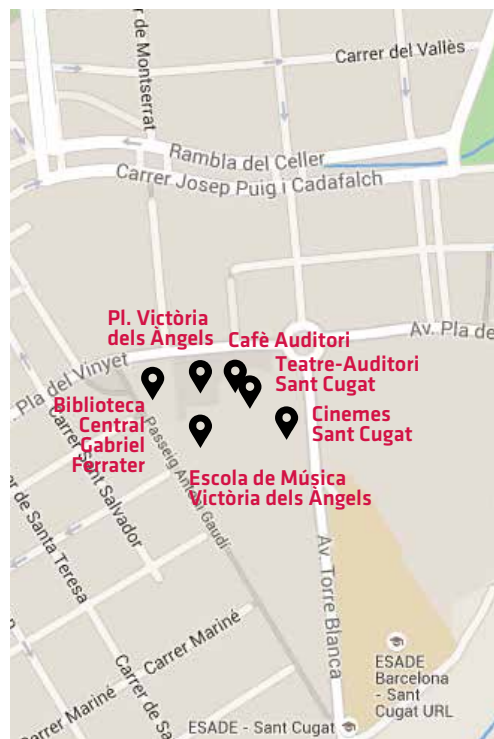 r de Montserrat
Carrer del Vallès
Rambla del Celler
Carrer Josep Puig i Cadafalch
Pl. Victòria
dels Àngels
Cafè Auditori
Av. Pla de
Teatre-Auditori
Sant Cugat
Pla del Vinyet
Biblioteca
Central
Gabriel
Ferrater
Cinemes
Sant Cugat
Escola de Música
Victòria dels Àngels
Carrer Sant Salvador
Passeig Antoni Gaudí
er de Santa Teresa
Av. Torre Blanca
Carrer Mariné
Carrer Mariné
Carrer de Sa
ESADE
Barcelona
- Sant
Cugat URL
ESADE - Sant Cugat